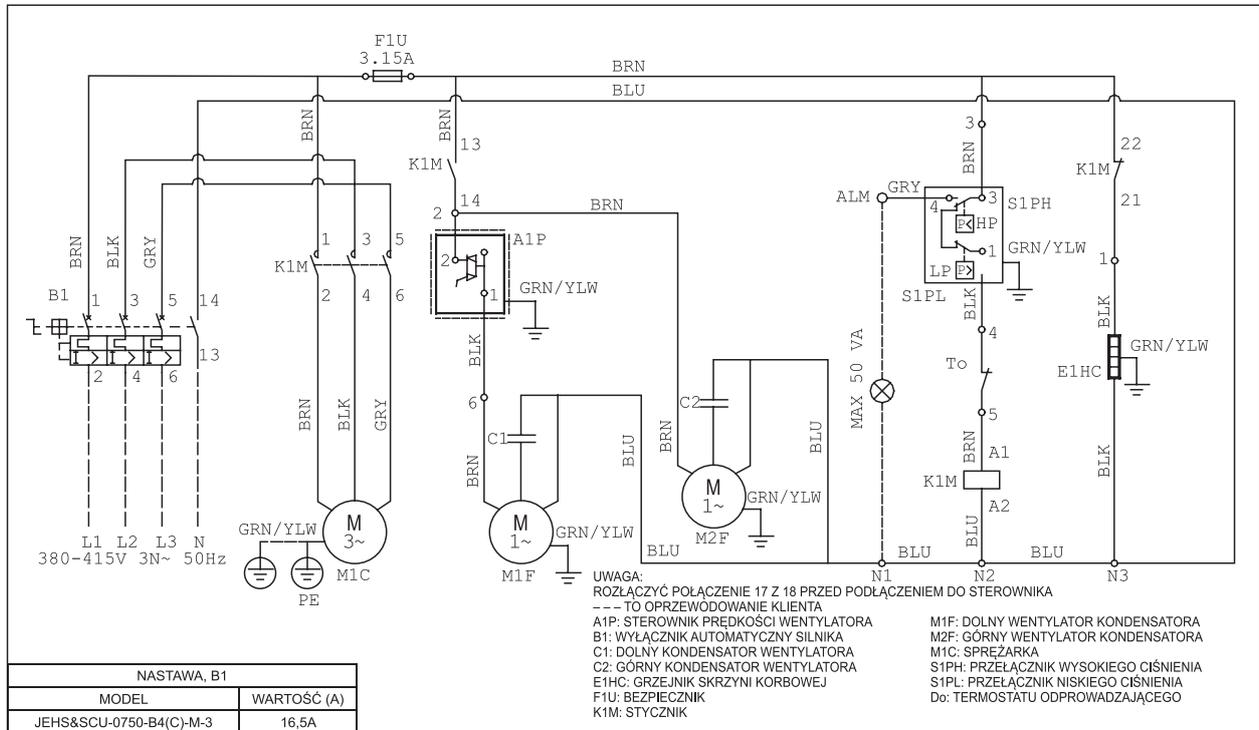 F1U
3.15A
BRN
BLU
BRN
BRN
13
K1M
14
2
BRN
3
BRN
22
K1M
21
ALM
GRY
4
3
S1PH
P<
HP
1
GRN/YLW
LP
P>
S1PL
BRN
BLK
GRY
B1
1
3
5
14
13
2
4
6
1
3
5
K1M
2
4
6
A1P
2
1
GRN/YLW
BLK
6
BLK
4
To
5
1
BLK
GRN/YLW
E1HC
MAX 50 VA
C2
BRN
BLU
C1
BLU
BRN
BRN
BLK
GRY
BRN
A1
K1M
A2
BLU
BLK
M
1~
GRN/YLW
M2F
L1
L2
L3
N
380-415V 3N~ 50Hz
GRN/YLW
M
3~
M1C
PE
M
1~
GRN/YLW
M1F
BLU
BLU
BLU
N1
N2
N3
UWAGA:
ROZŁĄCZYĆ POŁĄCZENIE 17 Z 18 PRZED PODŁĄCZENIEM DO STEROWNIKA
--- TO OPRZEWODOWANIE KLIENTA
A1P: STEROWNIK PRĘDKOŚCI WENTYLATORA
B1: WYŁĄCZNIK AUTOMATYCZNY SILNIKA
C1: DOLNY KONDENSATOR WENTYLATORA
C2: GÓRNY KONDENSATOR WENTYLATORA
E1HC: GRZEJNIK SKRZYNI KORBOWEJ
F1U: BEZPIECZNIK
K1M: STYCZNIK
M1F: DOLNY WENTYLATOR KONDENSATORA
M2F: GÓRNY WENTYLATOR KONDENSATORA
M1C: SPRĘŻARKA
S1PH: PRZEŁĄCZNIK WYSOKIEGO CIŚNIENIA
S1PL: PRZEŁĄCZNIK NISKIEGO CIŚNIENIA
Do: TERMOSTATU ODPROWADZAJĄCEGO
NASTAWA, B1
MODEL WARTOŚĆ (A)
JEHS&SCU-0750-B4(C)-M-3 16,5A